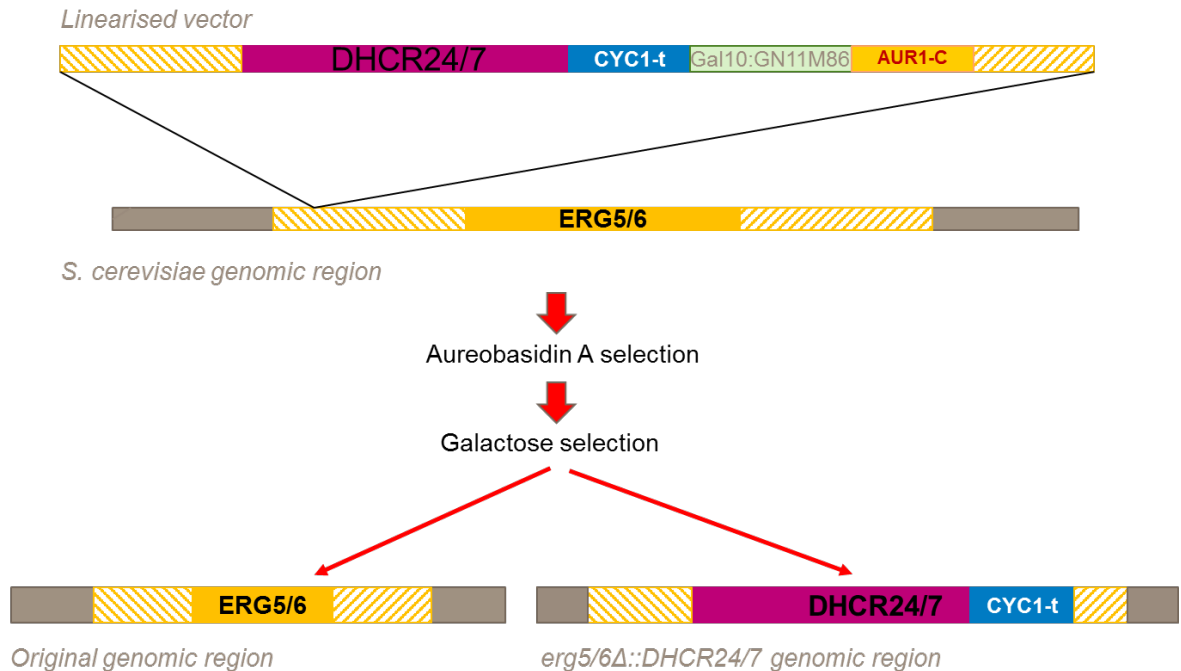 Linearised vector
DHCR24/7 CYC1-t Gal10:GN11M86 AUR1-C
ERG5/6
S. cerevisiae genomic region
Aureobasidin A selection
Galactose selection
ERG5/6 DHCR24/7 CYC1-t
Original genomic region erg5/6Δ::DHCR24/7 genomic region